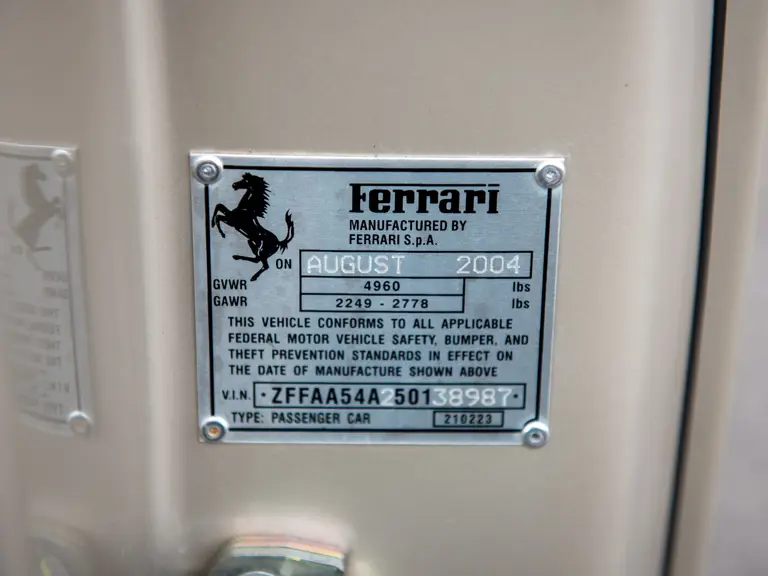 Ferrari
MANUFACTURED BY
FERRARI S.p.A.
ON AUGUST 2004
GVWR 4960 lbs
GAWR 2249 - 2778 lbs
THIS VEHICLE CONFORMS TO ALL APPLICABLE
FEDERAL MOTOR VEHICLE SAFETY, BUMPER, AND
THEFT PREVENTION STANDARDS IN EFFECT ON
THE DATE OF MANUFACTURE SHOWN ABOVE
V.I.N. · ZFFAA54A250138987 ·
TYPE: PASSENGER CAR 210223